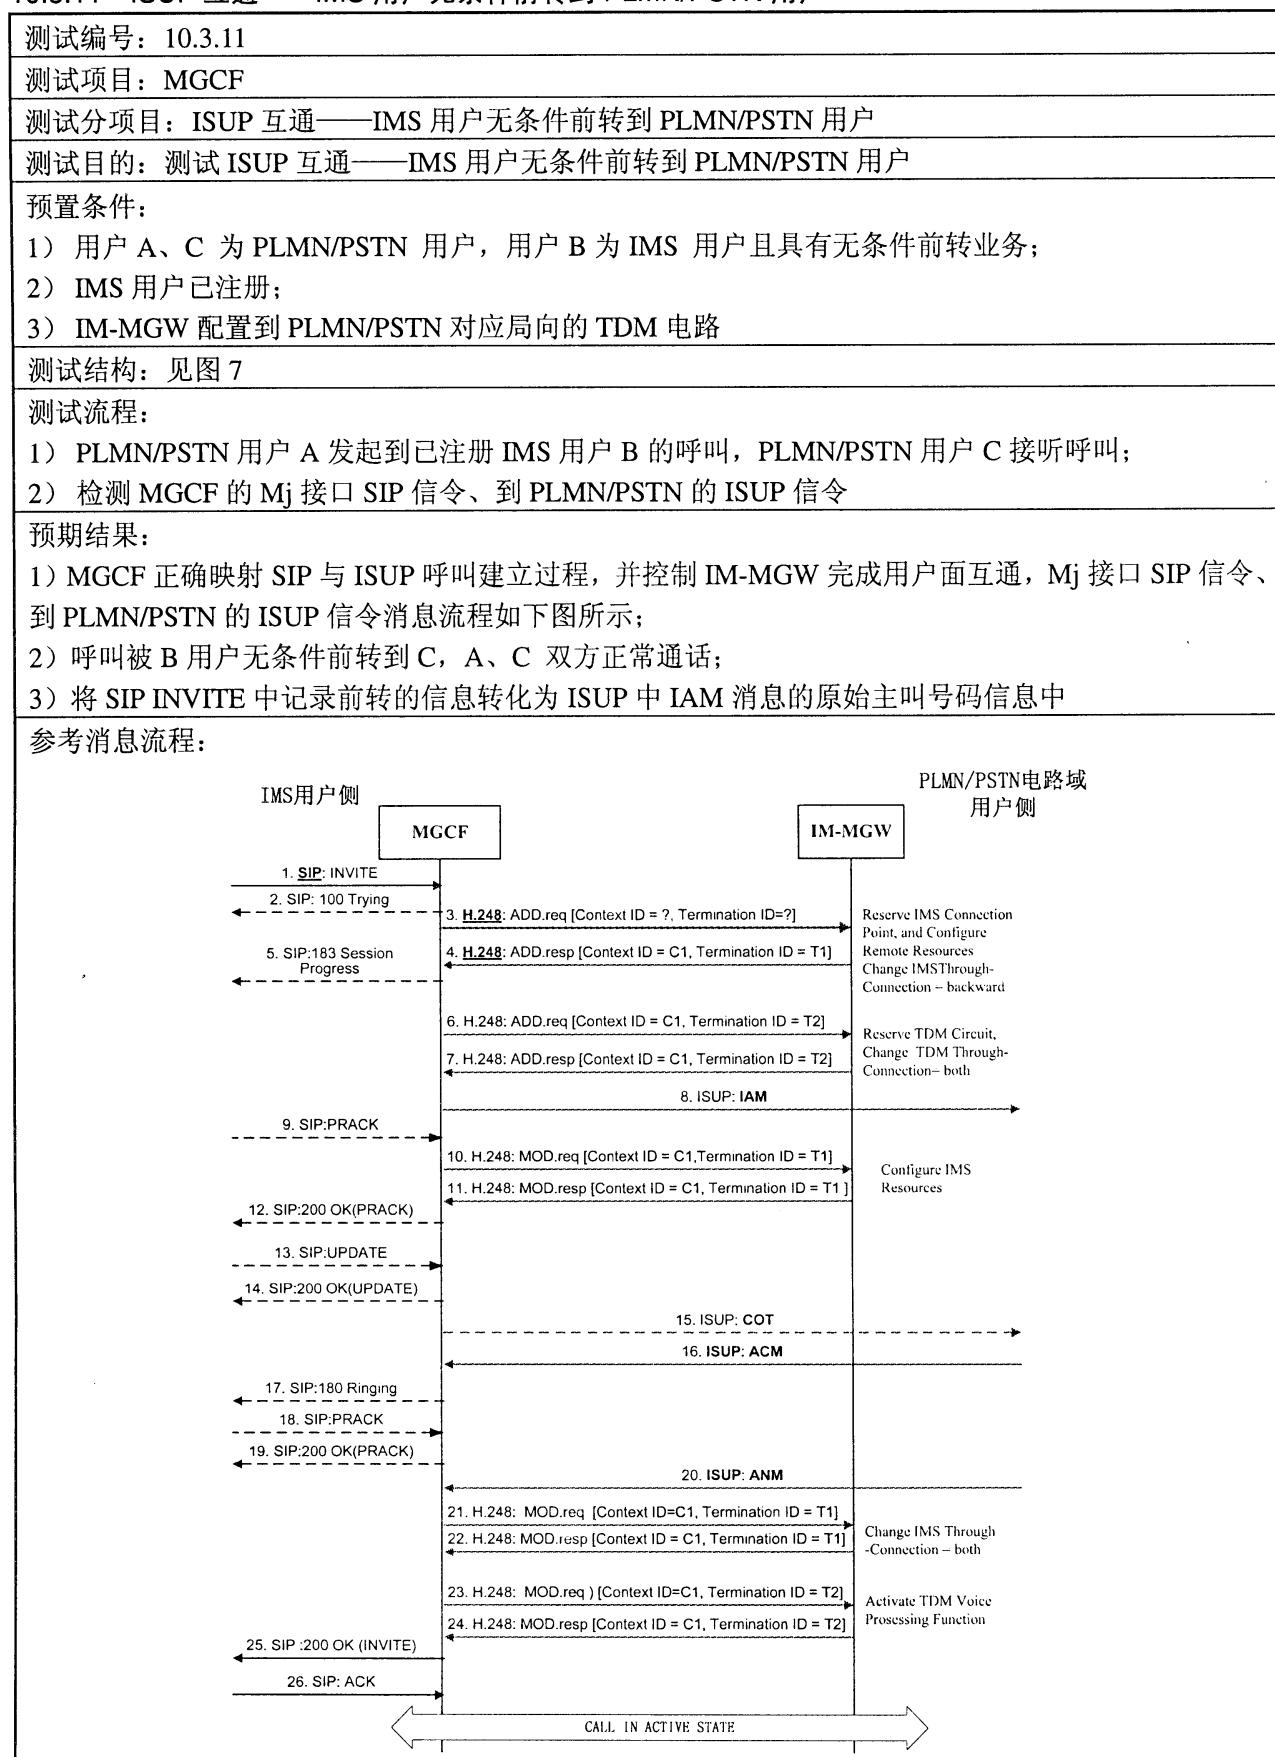 10.3.11 ISUP 互通——IMS 用户无条件前转到 PLMN/PSTN 用户
测试编号：10.3.11
测试项目：MGCF
测试分项目：ISUP 互通——IMS 用户无条件前转到 PLMN/PSTN 用户
测试目的：测试 ISUP 互通——IMS 用户无条件前转到 PLMN/PSTN 用户
预置条件：
1） 用户 A、C 为 PLMN/PSTN 用户，用户 B 为 IMS 用户且具有无条件前转业务；
2） IMS 用户已注册；
3） IM-MGW 配置到 PLMN/PSTN 对应局向的 TDM 电路
测试结构：见图 7
测试流程：
1） PLMN/PSTN 用户 A 发起到已注册 IMS 用户 B 的呼叫，PLMN/PSTN 用户 C 接听呼叫；
2） 检测 MGCF 的 Mj 接口 SIP 信令、到 PLMN/PSTN 的 ISUP 信令
预期结果：
1）MGCF 正确映射 SIP 与 ISUP 呼叫建立过程，并控制 IM-MGW 完成用户面互通，Mj 接口 SIP 信令、
到 PLMN/PSTN 的 ISUP 信令消息流程如下图所示；
2）呼叫被 B 用户无条件前转到 C，A、C 双方正常通话；
3）将 SIP INVITE 中记录前转的信息转化为 ISUP 中 IAM 消息的原始主叫号码信息中
参考消息流程：
IMS用户侧
PLMN/PSTN电路域
用户侧
MGCF
IM-MGW
1. SIP: INVITE
2. SIP: 100 Trying
3. H.248: ADD.req [Context ID = ?, Termination ID=?]
Reserve IMS Connection
Point, and Configure
Remote Resources
Change IMSThrough-
Connection – backward
4. H.248: ADD.resp [Context ID = C1, Termination ID = T1]
5. SIP:183 Session
Progress
6. H.248: ADD.req [Context ID = C1, Termination ID = T2]
Reserve TDM Circuit,
Change TDM Through-
Connection– both
7. H.248: ADD.resp [Context ID = C1, Termination ID = T2]
8. ISUP: IAM
9. SIP:PRACK
10. H.248: MOD.req [Context ID = C1,Termination ID = T1]
Configure IMS
Resources
11. H.248: MOD.resp [Context ID = C1, Termination ID = T1 ]
12. SIP:200 OK(PRACK)
13. SIP:UPDATE
14. SIP:200 OK(UPDATE)
15. ISUP: COT
16. ISUP: ACM
17. SIP:180 Ringing
18. SIP:PRACK
19. SIP:200 OK(PRACK)
20. ISUP: ANM
21. H.248: MOD.req [Context ID=C1, Termination ID = T1]
Change IMS Through
-Connection – both
22. H.248: MOD.resp [Context ID = C1, Termination ID = T1]
23. H.248: MOD.req ) [Context ID=C1, Termination ID = T2]
Activate TDM Voice
Prosessing Function
24. H.248: MOD.resp [Context ID = C1, Termination ID = T2]
25. SIP :200 OK (INVITE)
26. SIP: ACK
CALL IN ACTIVE STATE